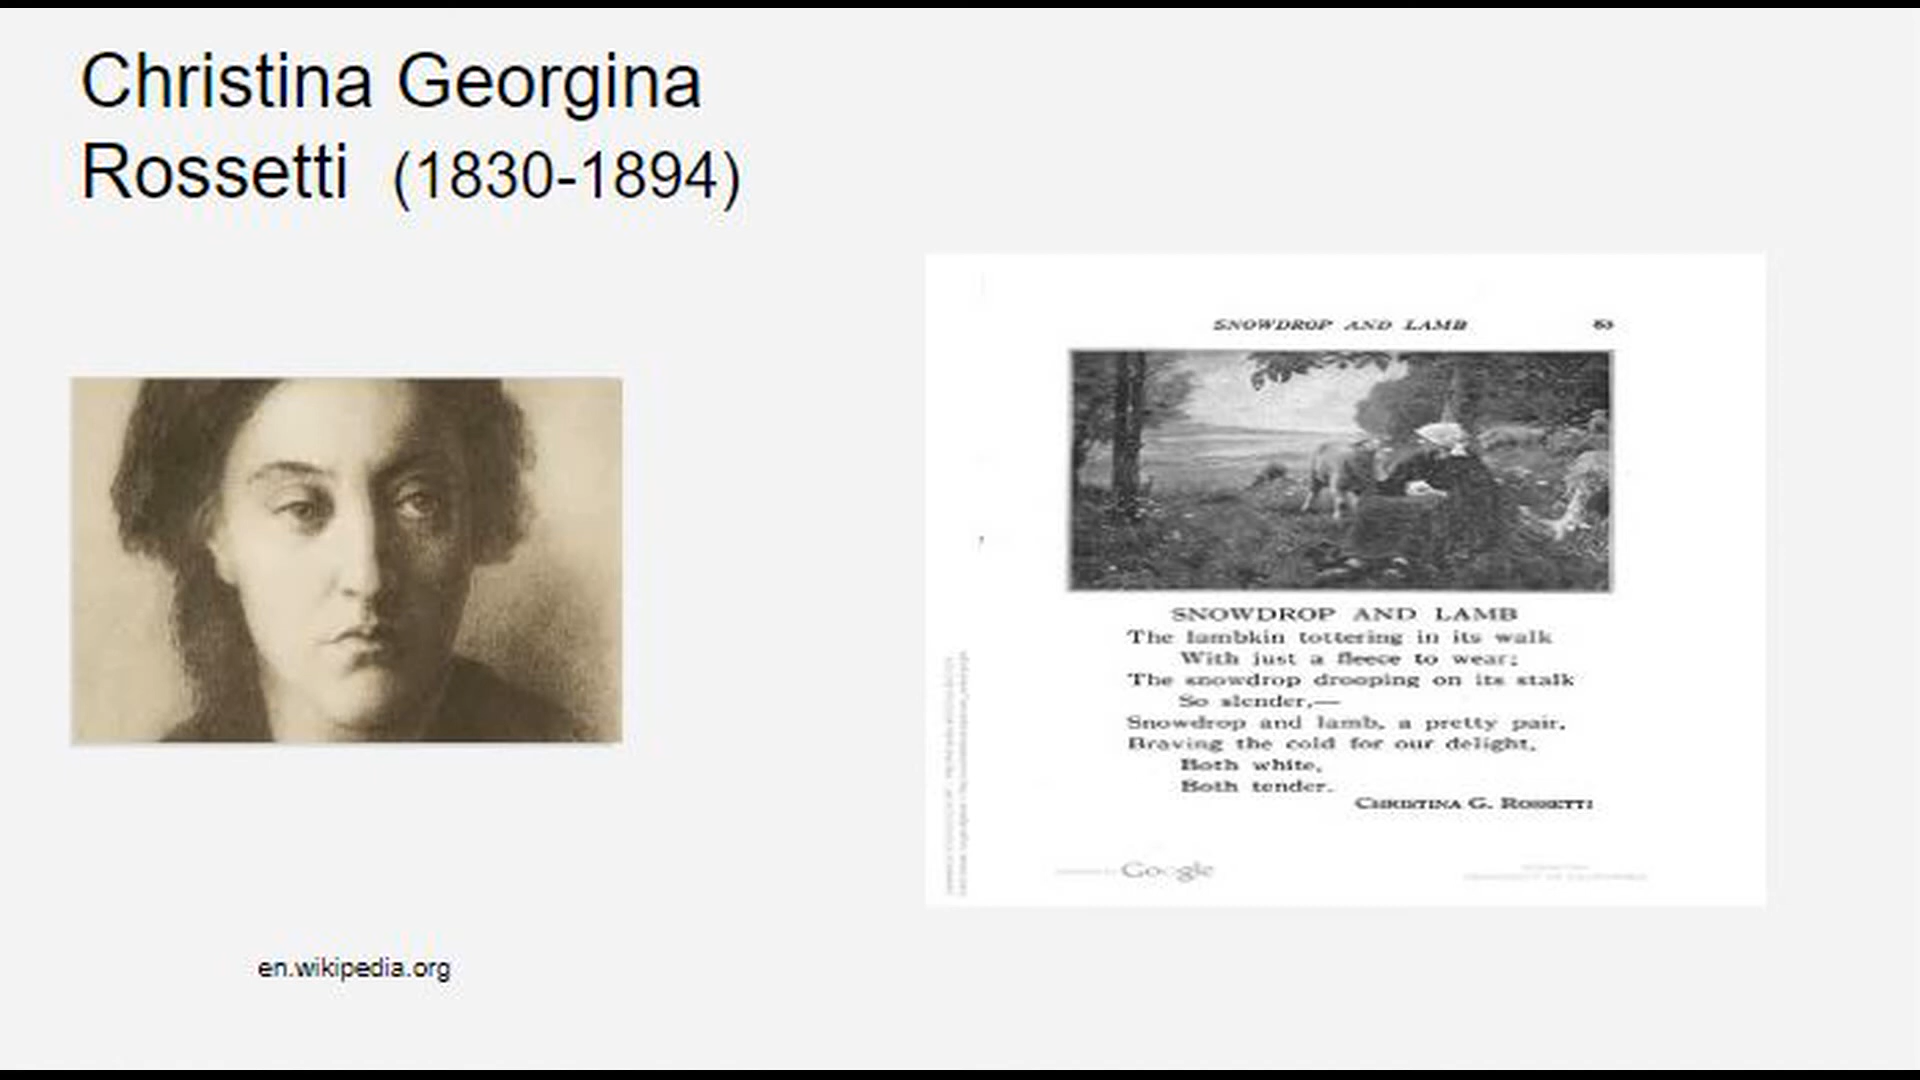 Christina Georgina
Rossetti (1830-1894)
SNOWDROP AND LAMB
SNOWDROP AND LAMB
The lambkin tottering in its walk
With just a fleece to wear;
The snowdrop drooping on its stalk
So slender,—
Snowdrop and lamb, a pretty pair,
Braving the cold for our delight,
Both white,
Both tender.
CHRISTINA G. ROSSETTI
Google
en.wikipedia.org